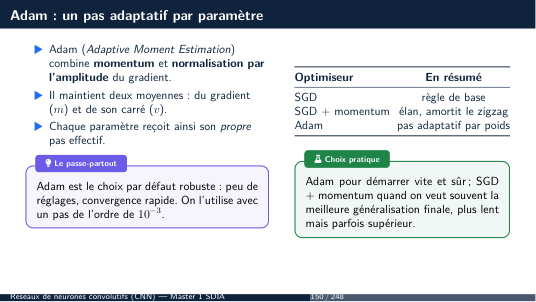 Adam : un pas adaptatif par paramètre
▶ Adam (Adaptive Moment Estimation)
combine momentum et normalisation par
l'amplitude du gradient.
▶ Il maintient deux moyennes : du gradient
(m) et de son carré (v).
▶ Chaque paramètre reçoit ainsi son propre
pas effectif.
Le passe-partout
Adam est le choix par défaut robuste : peu de
réglages, convergence rapide. On l'utilise avec
un pas de l'ordre de 10⁻³.
Optimiseur En résumé
SGD règle de base
SGD + momentum élan, amortit le zigzag
Adam pas adaptatif par poids
Choix pratique
Adam pour démarrer vite et sûr ; SGD
+ momentum quand on veut souvent la
meilleure généralisation finale, plus lent
mais parfois supérieur.
Réseaux de neurones convolutifs (CNN) — Master 1 SDIA
150 / 248